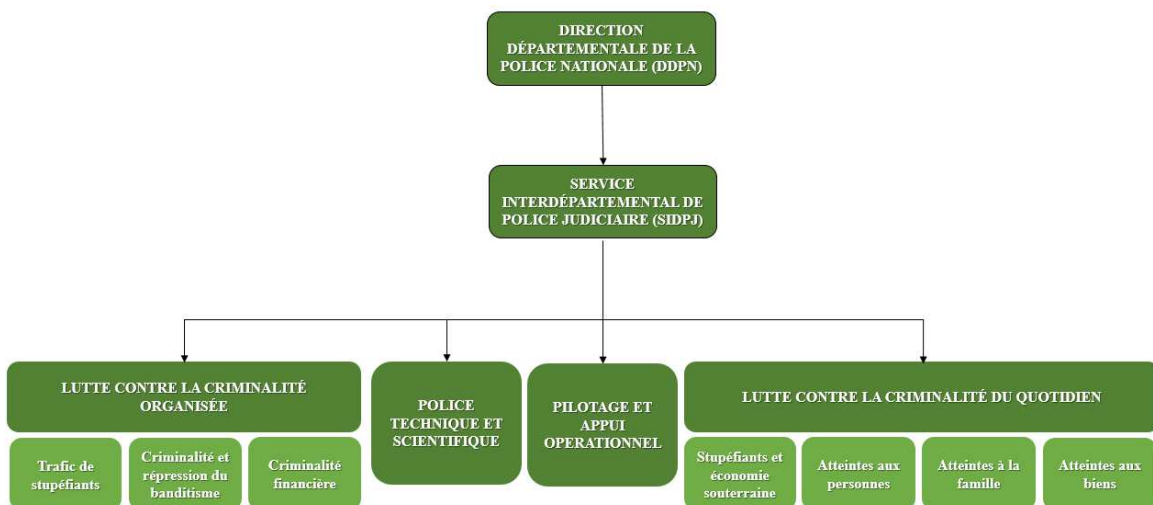 DIRECTION
DÉPARTEMENTALE DE LA
POLICE NATIONALE (DDPN)
SERVICE
INTERDÉPARTEMENTAL DE
POLICE JUDICIAIRE (SIDPJ)
LUTTE CONTRE LA CRIMINALITÉ
ORGANISÉE
POLICE
TECHNIQUE ET
SCIENTIFIQUE
PILOTAGE ET
APPUI
OPERATIONNEL
LUTTE CONTRE LA CRIMINALITÉ DU QUOTIDIEN
Trafic de
stupéfiants
Criminalité et
répression du
banditisme
Criminalité
financière
Stupéfiants et
économie
souterraine
Atteintes aux
personnes
Atteintes à la
famille
Atteintes aux
biens